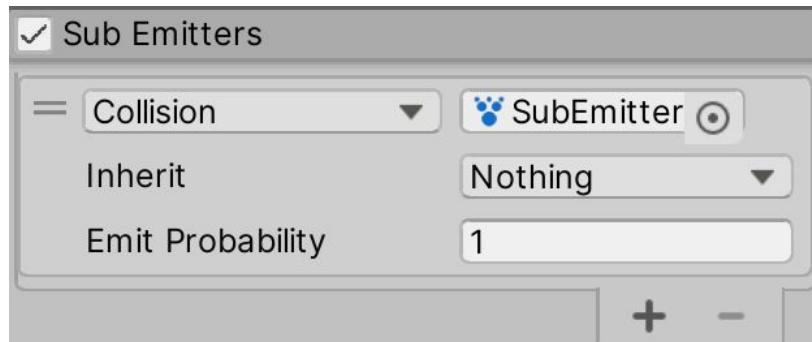 Sub Emitters
Collision SubEmitter
Inherit Nothing
Emit Probability 1